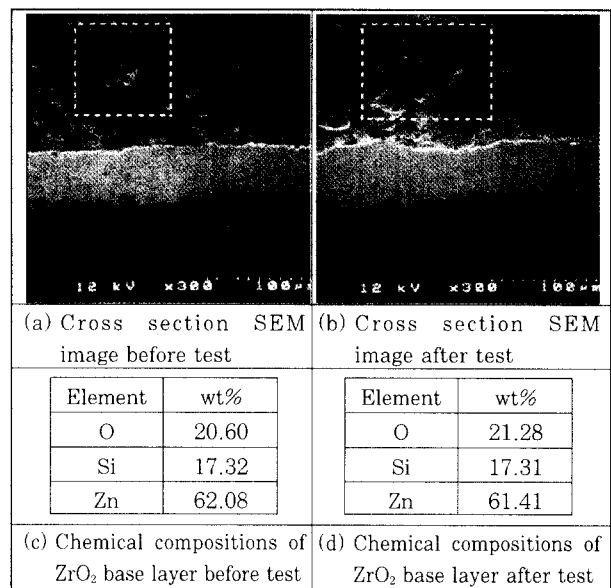 12 kV x300 100μm
12 kV x300 100μm
(a) Cross section SEM
image before test
(b) Cross section SEM
image after test
Element wt%
O 20.60
Si 17.32
Zn 62.08
Element wt%
O 21.28
Si 17.31
Zn 61.41
(c) Chemical compositions of
ZrO₂ base layer before test
(d) Chemical compositions of
ZrO₂ base layer after test